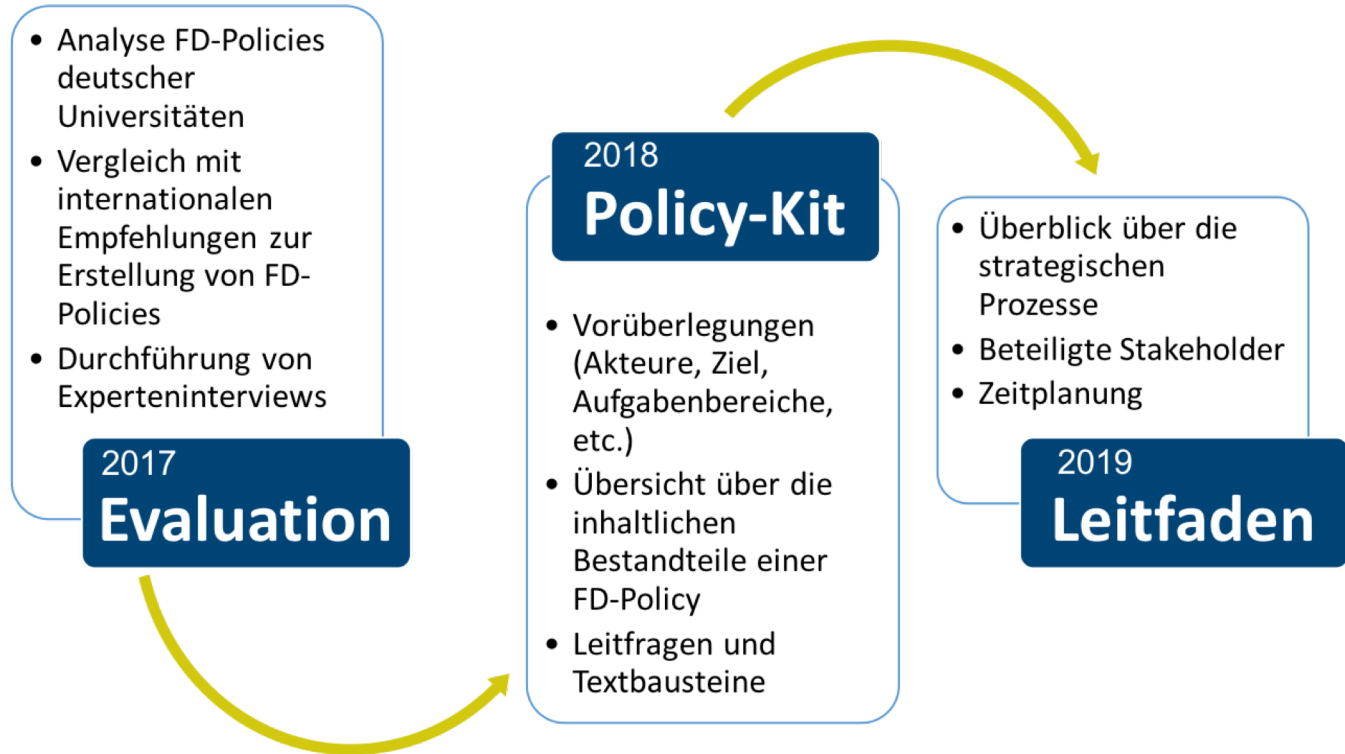 • Analyse FD-Policies
deutscher
Universitäten
• Vergleich mit
internationalen
Empfehlungen zur
Erstellung von FD-
Policies
• Durchführung von
Experteninterviews
2017
Evaluation
2018
Policy-Kit
• Vorüberlegungen
(Akteure, Ziel,
Aufgabenbereiche,
etc.)
• Übersicht über die
inhaltlichen
Bestandteile einer
FD-Policy
• Leitfragen und
Textbausteine
• Überblick über die
strategischen
Prozesse
• Beteiligte Stakeholder
• Zeitplanung
2019
Leitfaden